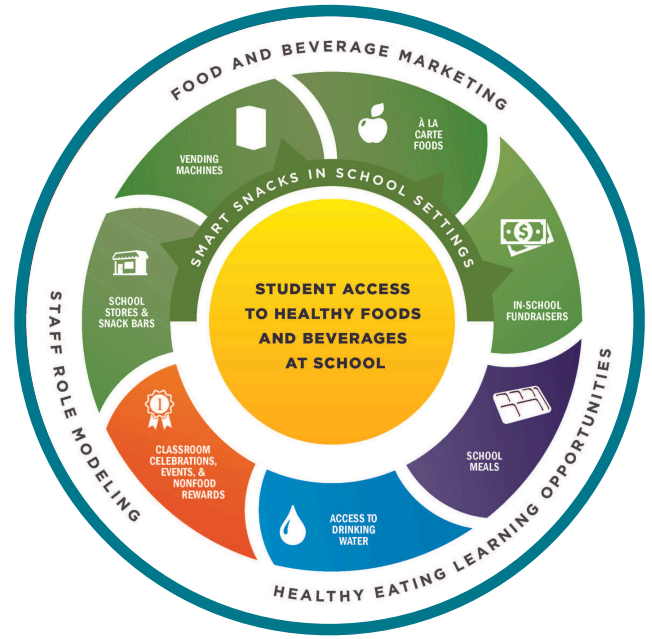 FOOD AND BEVERAGE MARKETING
À LA
CARTE
FOODS
VENDING
MACHINES
SMART SNACKS IN SCHOOL SETTINGS
$
IN-SCHOOL
FUNDRAISERS
SCHOOL
STORES &
SNACK BARS
STUDENT ACCESS
TO HEALTHY FOODS
AND BEVERAGES
AT SCHOOL
STAFF ROLE MODELING
1
CLASSROOM
CELEBRATIONS,
EVENTS, &
NONFOOD
REWARDS
SCHOOL
MEALS
ACCESS TO
DRINKING
WATER
HEALTHY EATING LEARNING OPPORTUNITIES